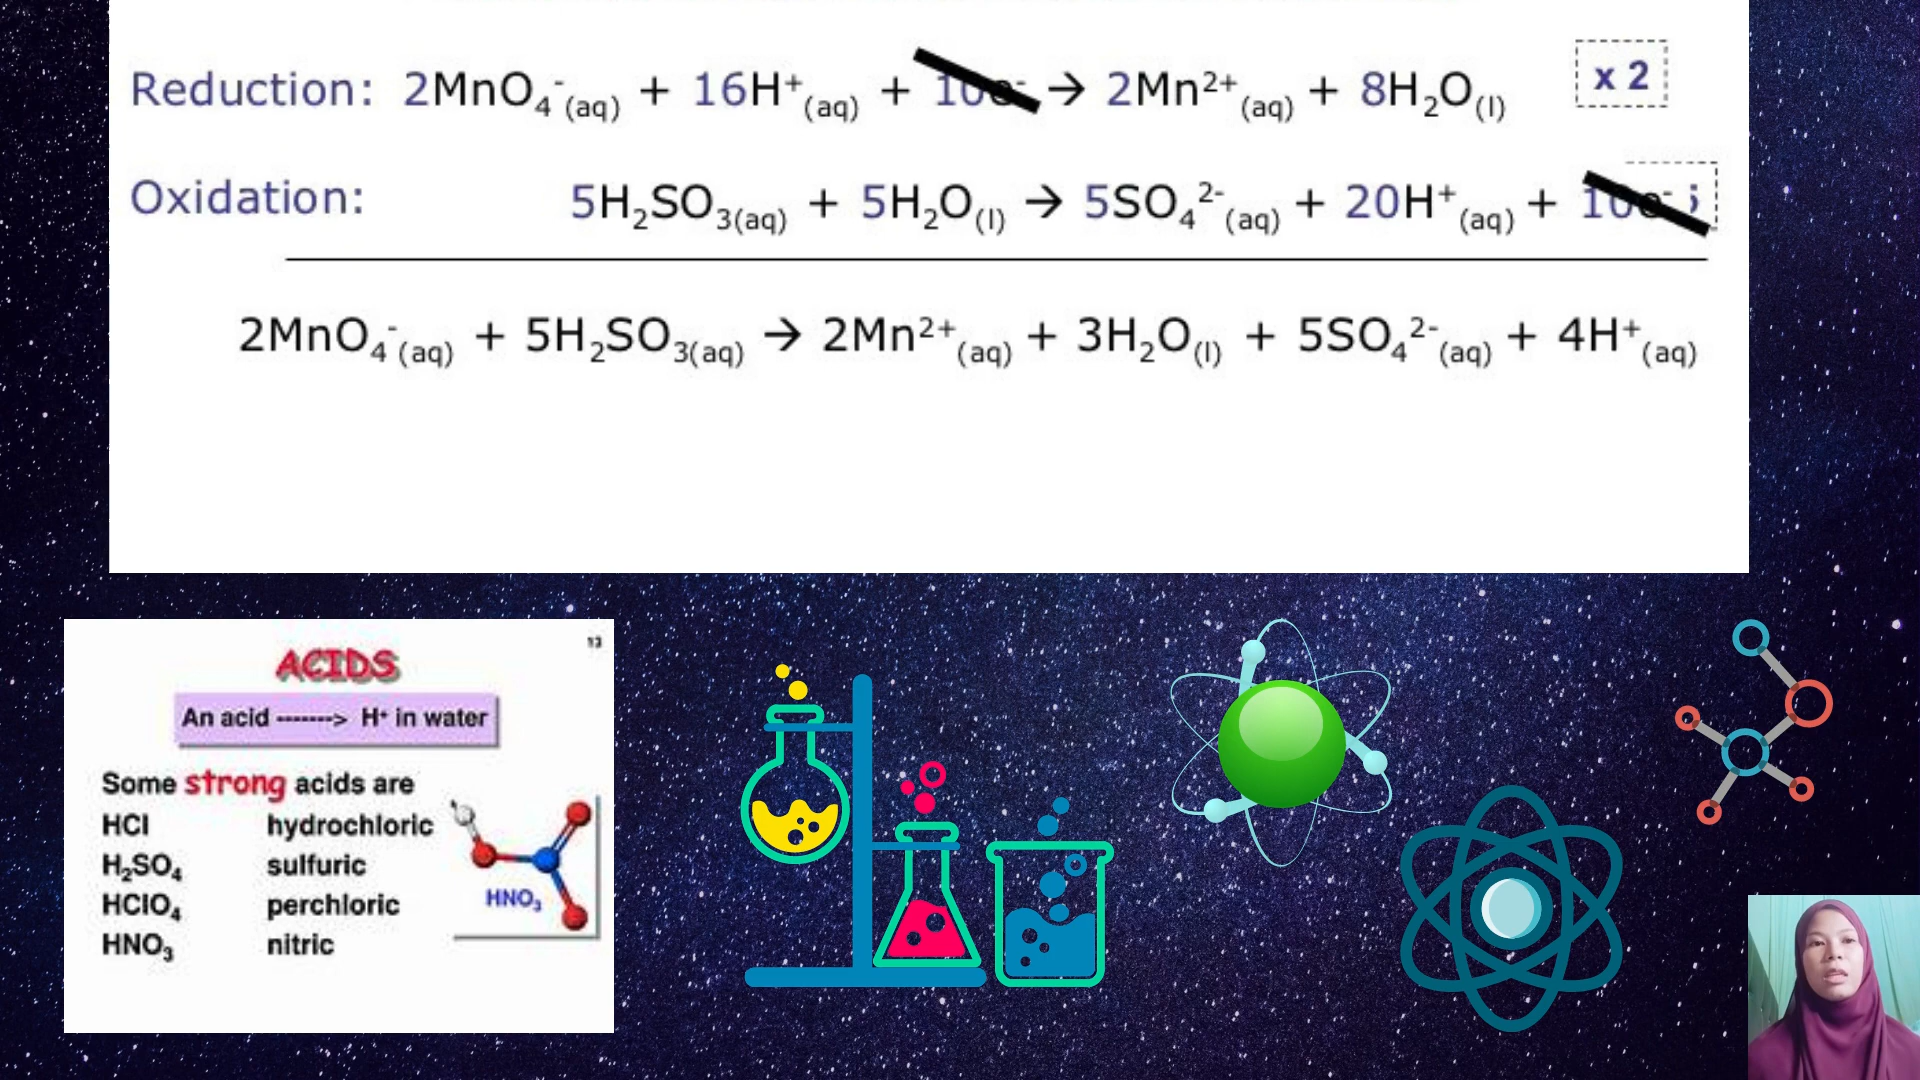 Reduction: 2MnO₄⁻(aq) + 16H⁺(aq) + 10e⁻ → 2Mn²⁺(aq) + 8H₂O(l) x 2
Oxidation: 5H₂SO₃(aq) + 5H₂O(l) → 5SO₄²⁻(aq) + 20H⁺(aq) + 10e⁻
2MnO₄⁻(aq) + 5H₂SO₃(aq) → 2Mn²⁺(aq) + 3H₂O(l) + 5SO₄²⁻(aq) + 4H⁺(aq)
13
ACIDS
An acid -------> H⁺ in water
Some strong acids are
HCl hydrochloric
H₂SO₄ sulfuric
HClO₄ perchloric
HNO₃ nitric
HNO₃